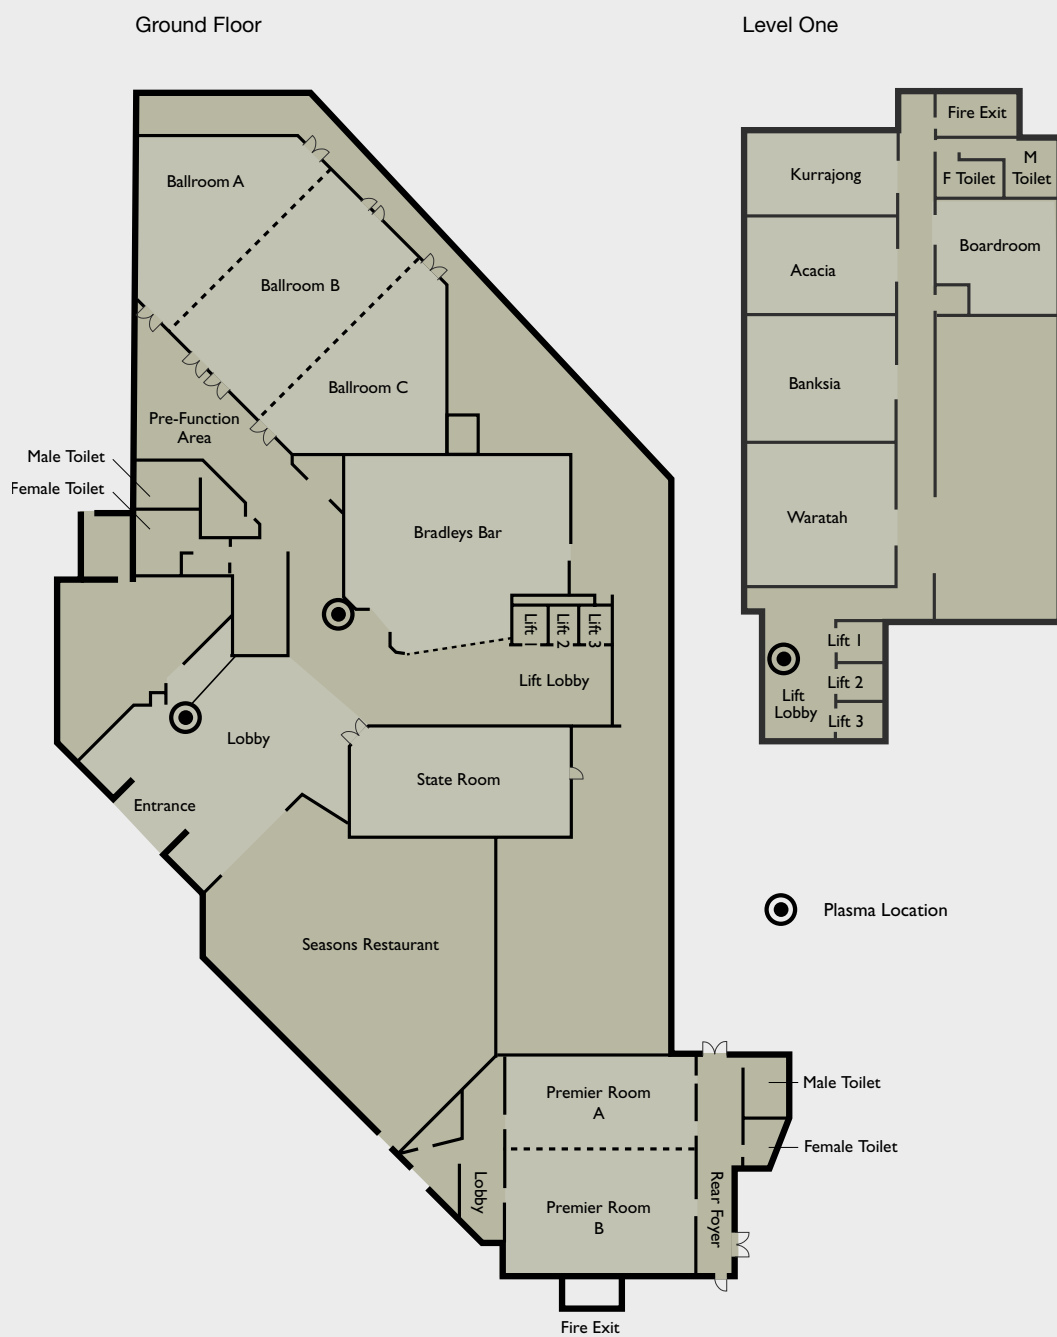 Ground Floor
Level One
Ballroom A
Ballroom B
Ballroom C
Pre-Function
Area
Male Toilet
Female Toilet
Bradleys Bar
Lift 1
Lift 2
Lift 3
Lift Lobby
Lobby
State Room
Entrance
Seasons Restaurant
Premier Room
A
Premier Room
B
Lobby
Rear Foyer
Male Toilet
Female Toilet
Fire Exit
Fire Exit
F Toilet
M
Toilet
Kurrajong
Acacia
Boardroom
Banksia
Waratah
Lift 1
Lift 2
Lift 3
Lift
Lobby
Plasma Location